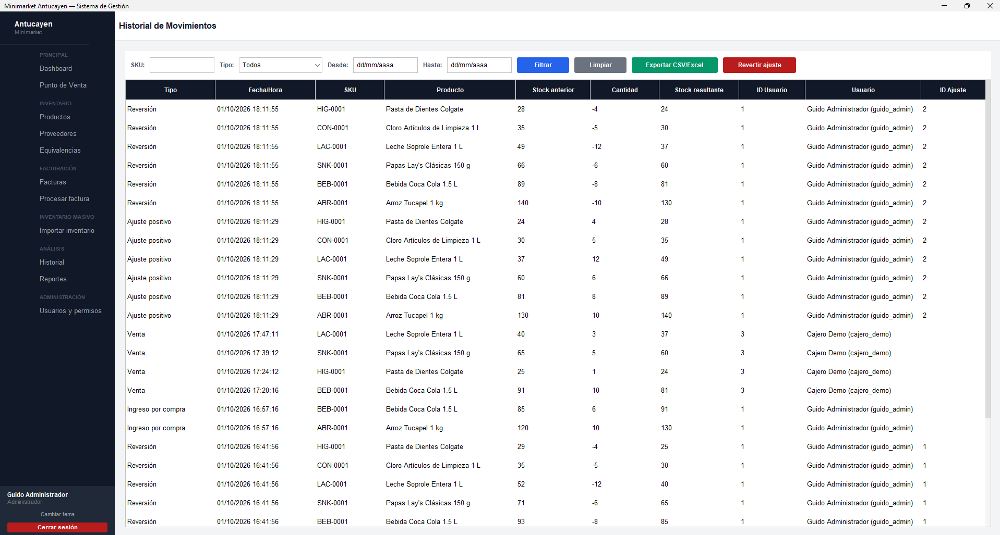 Minimarket Antucayen — Sistema de Gestión
Antucayen
Minimarket
PRINCIPAL
Dashboard
Punto de Venta
INVENTARIO
Productos
Proveedores
Equivalencias
FACTURACIÓN
Facturas
Procesar factura
INVENTARIO MASIVO
Importar inventario
ANÁLISIS
Historial
Reportes
ADMINISTRACIÓN
Usuarios y permisos
Guido Administrador
Administrador
Cambiar tema
Cerrar sesión
Historial de Movimientos
SKU: Tipo: Todos Desde: dd/mm/aaaa Hasta: dd/mm/aaaa Filtrar Limpiar Exportar CSV/Excel Revertir ajuste
Tipo Fecha/Hora SKU Producto Stock anterior Cantidad Stock resultante ID Usuario Usuario ID Ajuste
Reversión 01/10/2026 18:11:55 HIG-0001 Pasta de Dientes Colgate 28 -4 24 1 Guido Administrador (guido_admin) 2
Reversión 01/10/2026 18:11:55 CON-0001 Cloro Artículos de Limpieza 1 L 35 -5 30 1 Guido Administrador (guido_admin) 2
Reversión 01/10/2026 18:11:55 LAC-0001 Leche Soprole Entera 1 L 49 -12 37 1 Guido Administrador (guido_admin) 2
Reversión 01/10/2026 18:11:55 SNK-0001 Papas Lay's Clásicas 150 g 66 -6 60 1 Guido Administrador (guido_admin) 2
Reversión 01/10/2026 18:11:55 BEB-0001 Bebida Coca Cola 1.5 L 89 -8 81 1 Guido Administrador (guido_admin) 2
Reversión 01/10/2026 18:11:55 ABR-0001 Arroz Tucapel 1 kg 140 -10 130 1 Guido Administrador (guido_admin) 2
Ajuste positivo 01/10/2026 18:11:29 HIG-0001 Pasta de Dientes Colgate 24 4 28 1 Guido Administrador (guido_admin) 2
Ajuste positivo 01/10/2026 18:11:29 CON-0001 Cloro Artículos de Limpieza 1 L 30 5 35 1 Guido Administrador (guido_admin) 2
Ajuste positivo 01/10/2026 18:11:29 LAC-0001 Leche Soprole Entera 1 L 37 12 49 1 Guido Administrador (guido_admin) 2
Ajuste positivo 01/10/2026 18:11:29 SNK-0001 Papas Lay's Clásicas 150 g 60 6 66 1 Guido Administrador (guido_admin) 2
Ajuste positivo 01/10/2026 18:11:29 BEB-0001 Bebida Coca Cola 1.5 L 81 8 89 1 Guido Administrador (guido_admin) 2
Ajuste positivo 01/10/2026 18:11:29 ABR-0001 Arroz Tucapel 1 kg 130 10 140 1 Guido Administrador (guido_admin) 2
Venta 01/10/2026 17:47:11 LAC-0001 Leche Soprole Entera 1 L 40 3 37 3 Cajero Demo (cajero_demo)
Venta 01/10/2026 17:39:12 SNK-0001 Papas Lay's Clásicas 150 g 65 5 60 3 Cajero Demo (cajero_demo)
Venta 01/10/2026 17:24:12 HIG-0001 Pasta de Dientes Colgate 25 1 24 3 Cajero Demo (cajero_demo)
Venta 01/10/2026 17:20:16 BEB-0001 Bebida Coca Cola 1.5 L 91 10 81 3 Cajero Demo (cajero_demo)
Ingreso por compra 01/10/2026 16:57:16 BEB-0001 Bebida Coca Cola 1.5 L 85 6 91 1 Guido Administrador (guido_admin)
Ingreso por compra 01/10/2026 16:57:16 ABR-0001 Arroz Tucapel 1 kg 120 10 130 1 Guido Administrador (guido_admin)
Reversión 01/10/2026 16:41:56 HIG-0001 Pasta de Dientes Colgate 29 -4 25 1 Guido Administrador (guido_admin) 1
Reversión 01/10/2026 16:41:56 CON-0001 Cloro Artículos de Limpieza 1 L 35 -5 30 1 Guido Administrador (guido_admin) 1
Reversión 01/10/2026 16:41:56 LAC-0001 Leche Soprole Entera 1 L 52 -12 40 1 Guido Administrador (guido_admin) 1
Reversión 01/10/2026 16:41:56 SNK-0001 Papas Lay's Clásicas 150 g 71 -6 65 1 Guido Administrador (guido_admin) 1
Reversión 01/10/2026 16:41:56 BEB-0001 Bebida Coca Cola 1.5 L 93 -8 85 1 Guido Administrador (guido_admin) 1